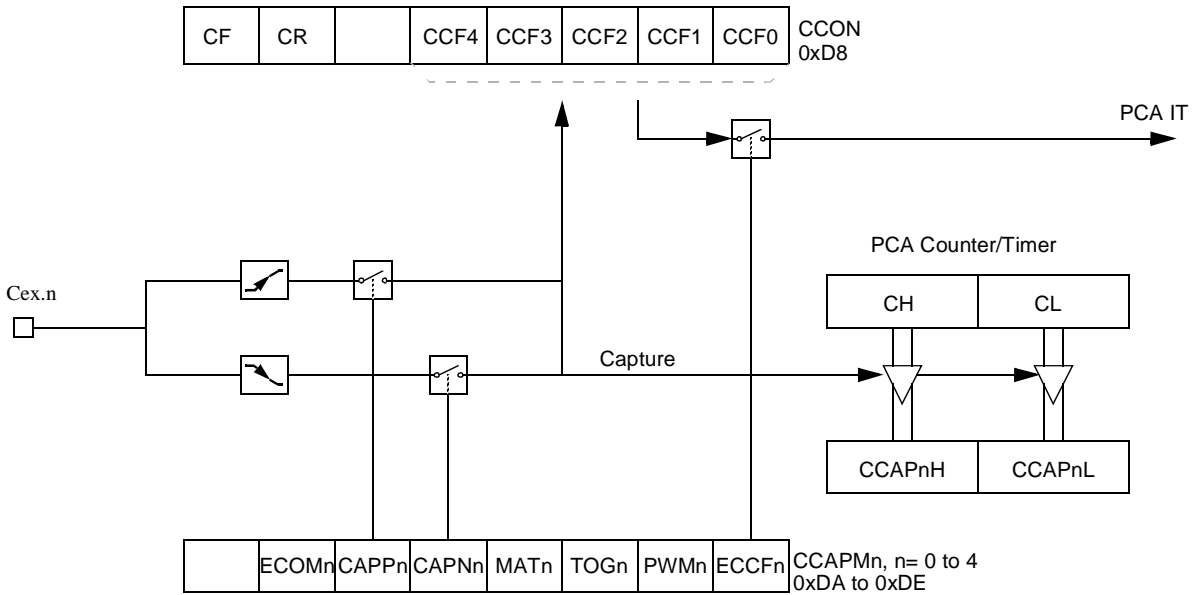 CF CR CCF4 CCF3 CCF2 CCF1 CCF0 CCON
0xD8
PCA IT
PCA Counter/Timer
Cex.n
CH CL
Capture
CCAPnH CCAPnL
ECOMn CAPPn CAPNn MATn TOGn PWMn ECCFn CCAPMn, n= 0 to 4
0xDA to 0xDE